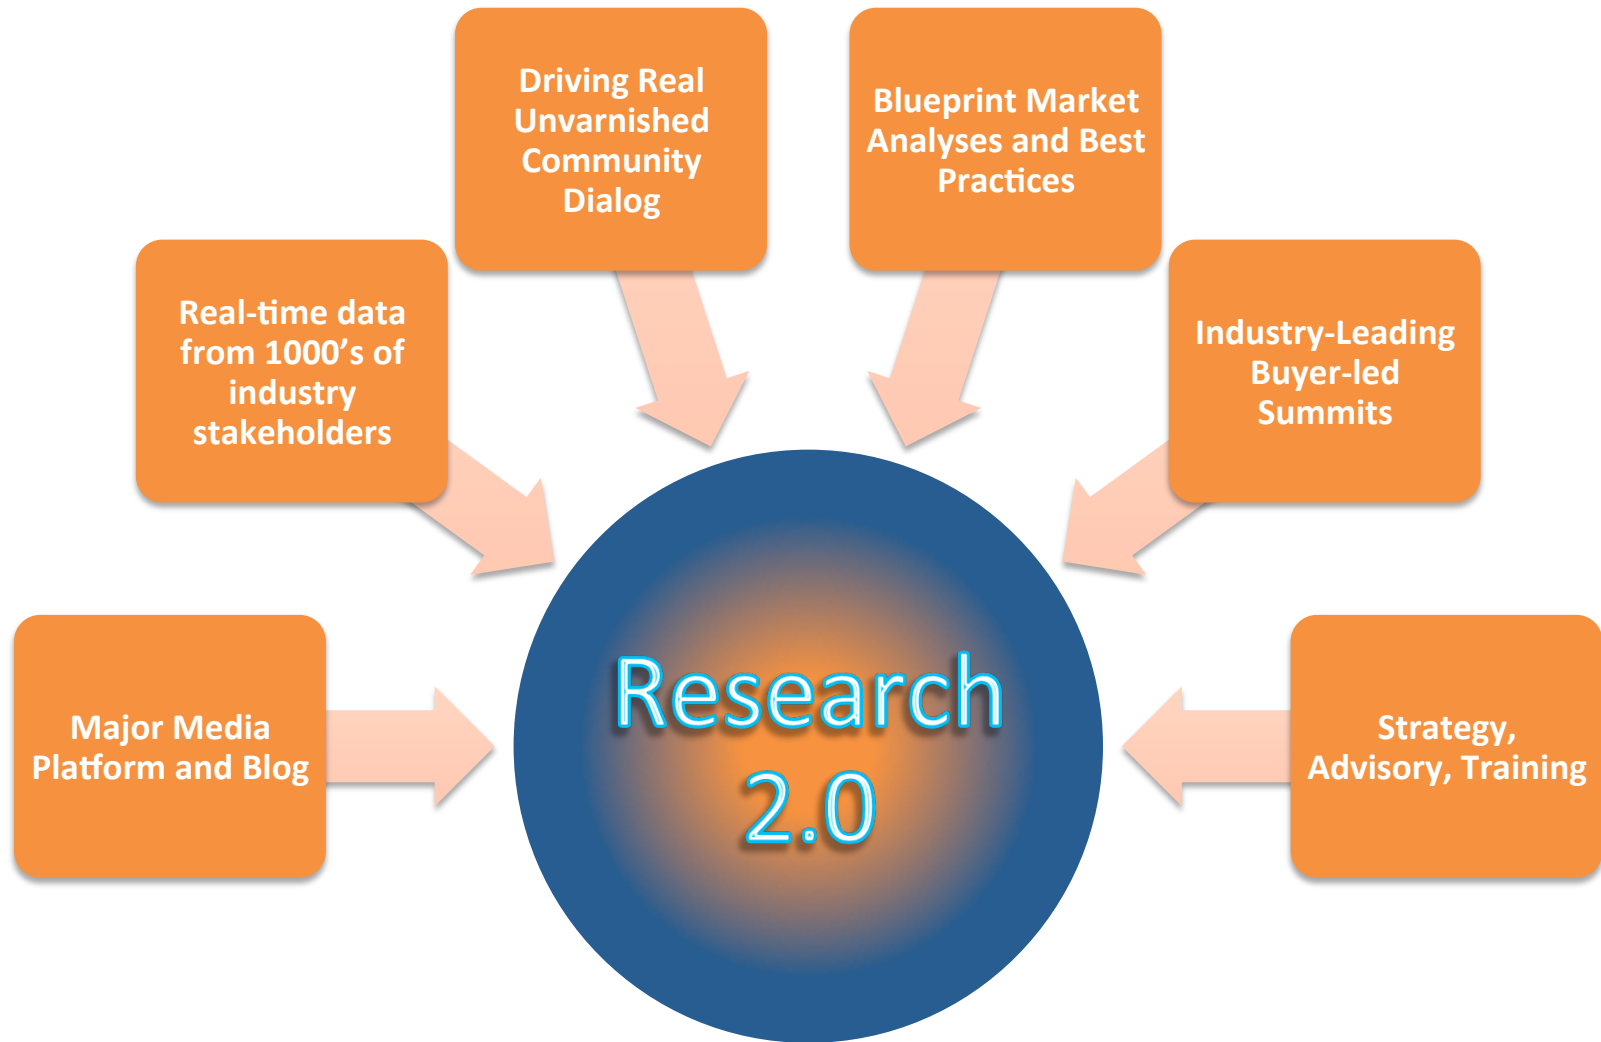 Driving Real
Unvarnished
Community
Dialog
Blueprint Market
Analyses and Best
Practices
Real-time data
from 1000’s of
industry
stakeholders
Industry-Leading
Buyer-led
Summits
Major Media
Platform and Blog
Research
2.0
Strategy,
Advisory, Training